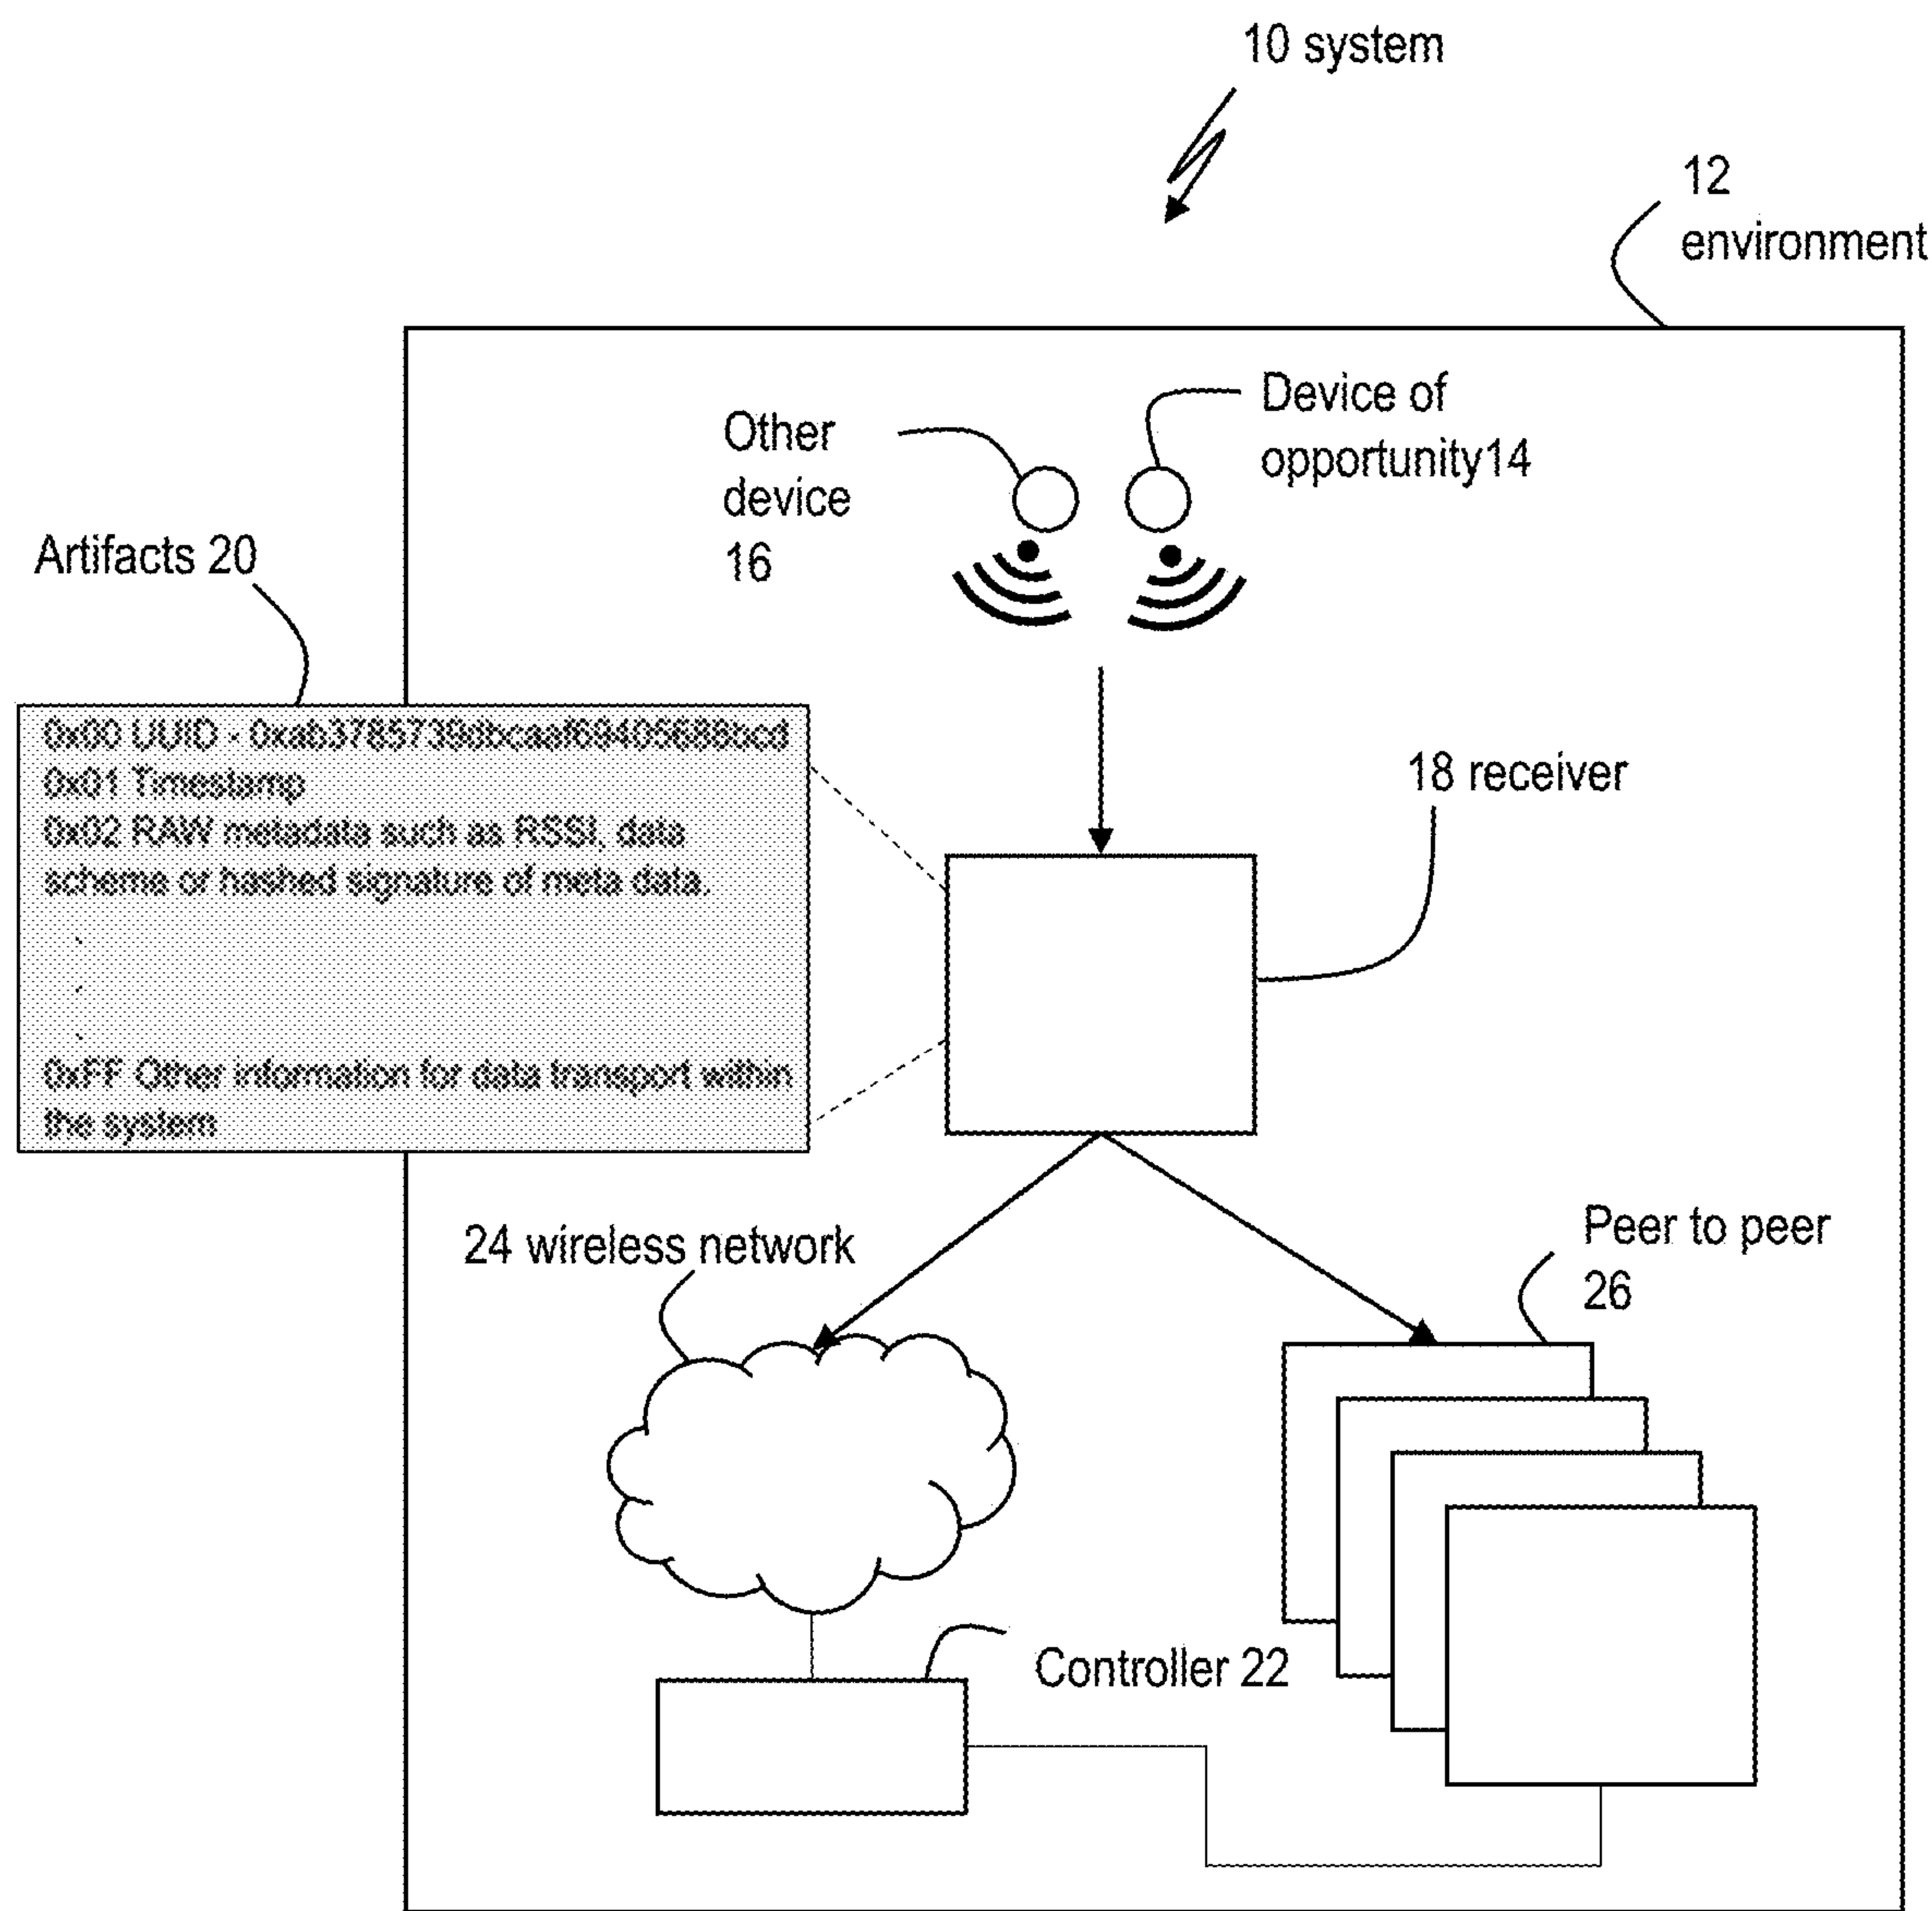 10 system
12
environment
Device of
opportunity14
Other
device
16
Artifacts 20
0x00 UUID -
0x01 Timestamp
0x02 RAW metadata such as RSSI, data
scheme or hashed signature of meta data.
.
.
.
0xFF Other information for data transport within
the system
18 receiver
24 wireless network
Peer to peer
26
Controller 22